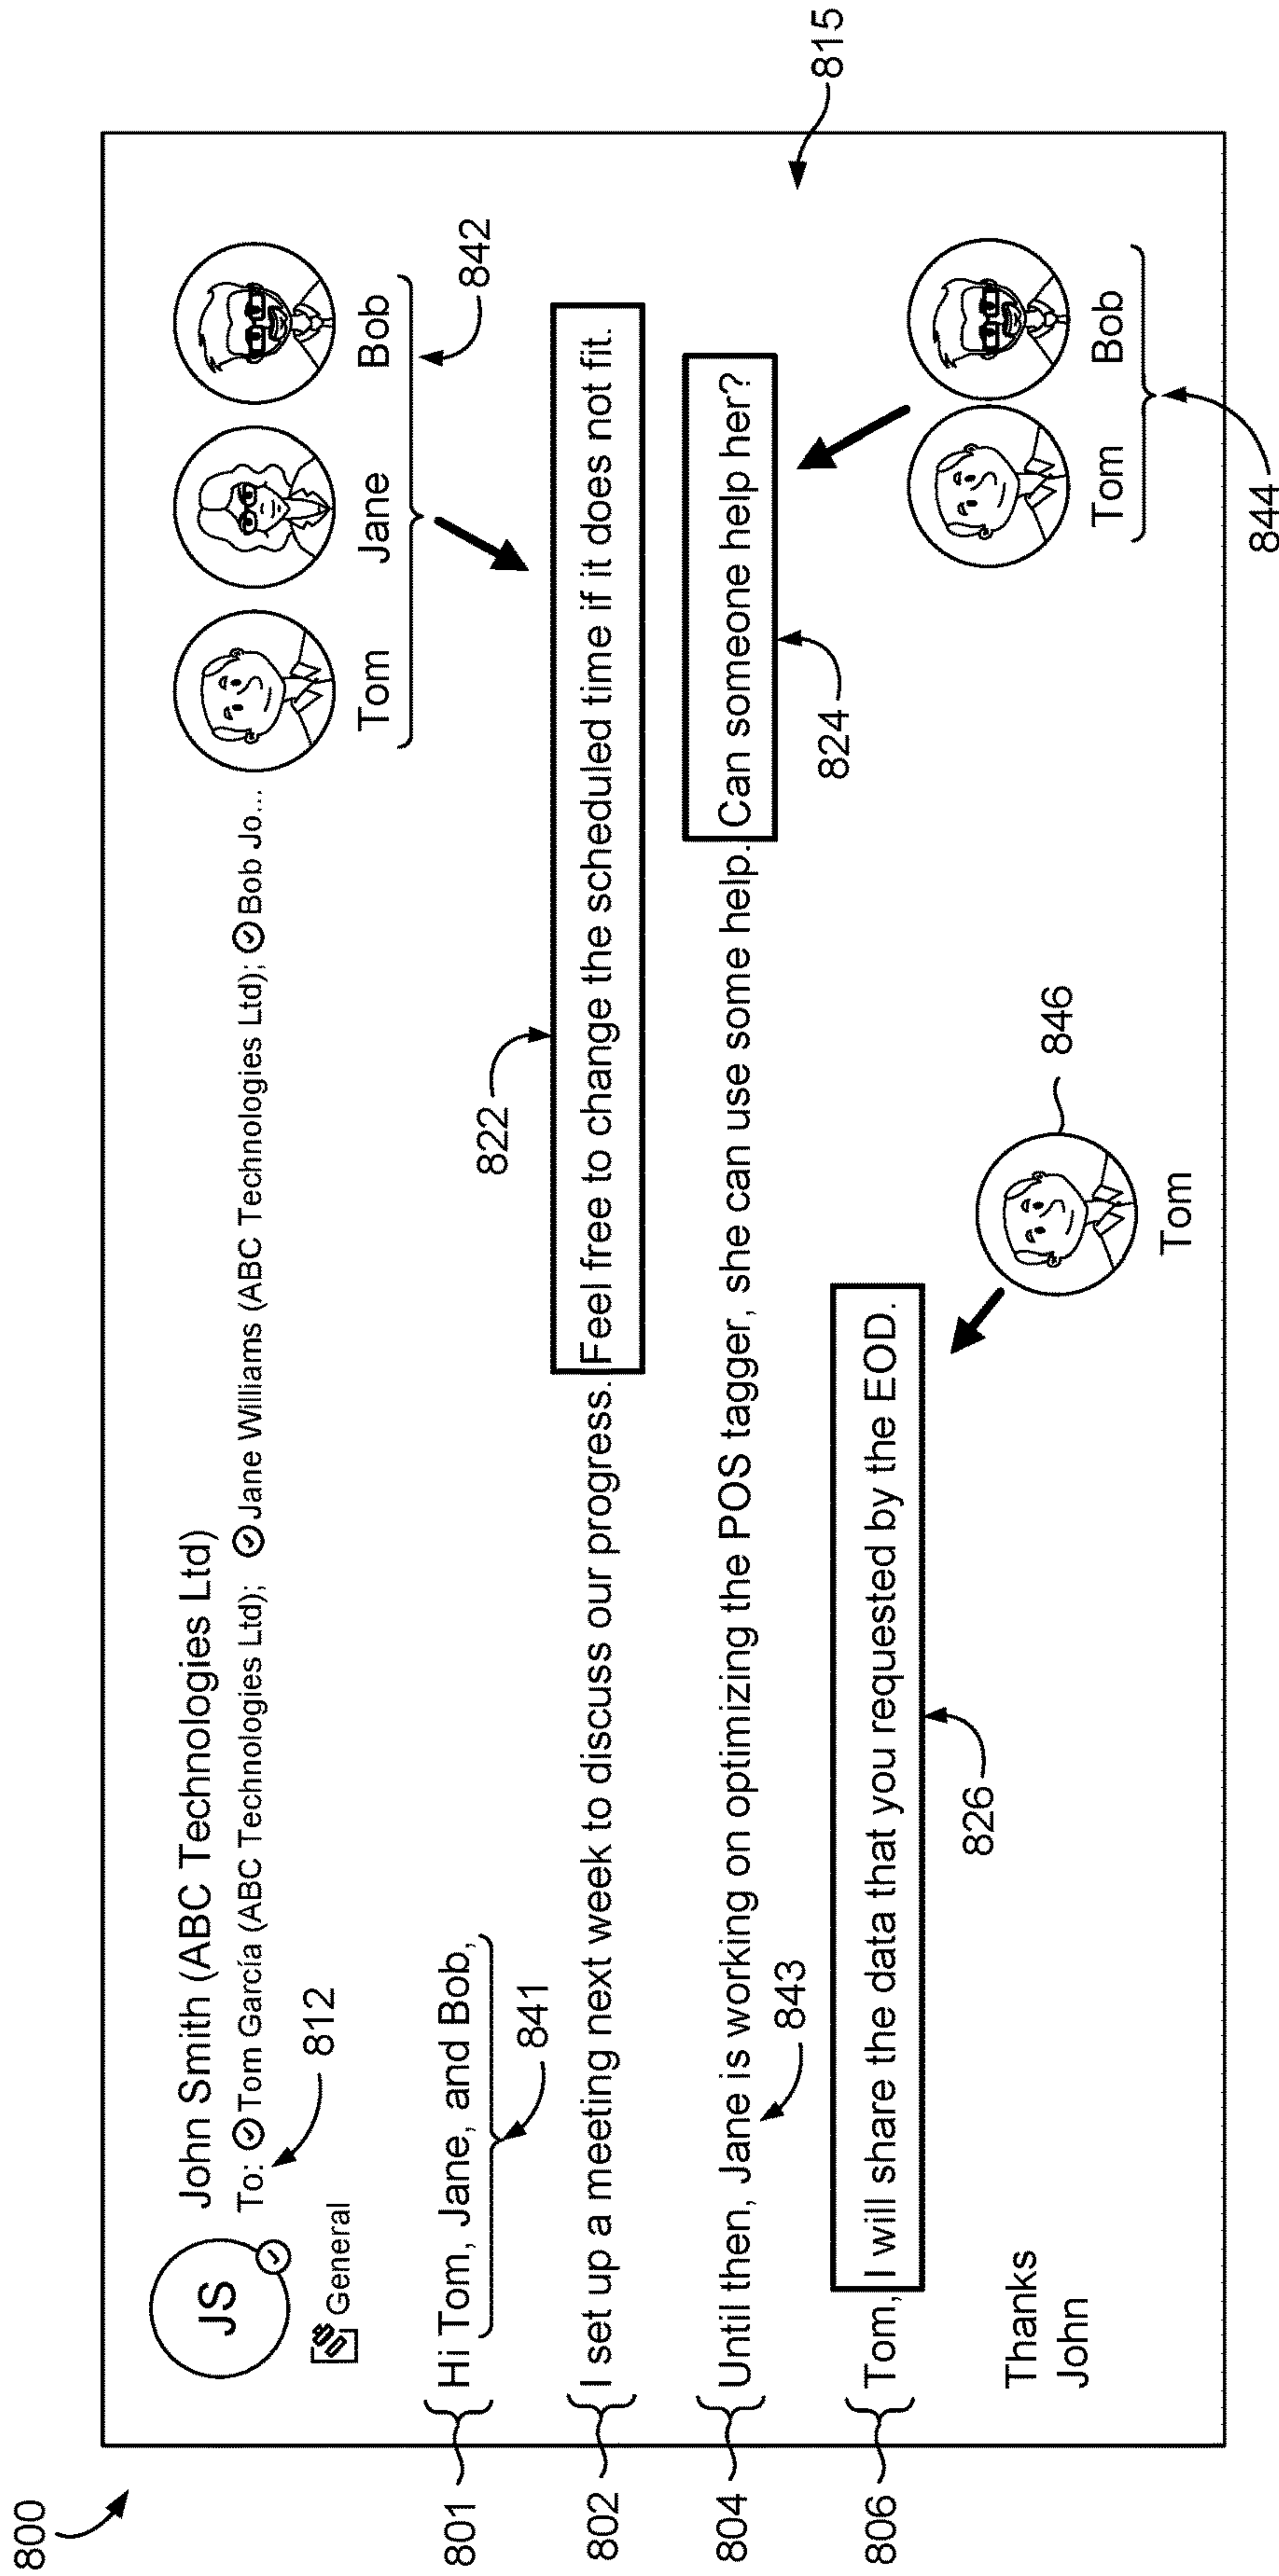 800
John Smith (ABC Technologies Ltd)
JS
To: Tom García (ABC Technologies Ltd); Jane Williams (ABC Technologies Ltd); Bob Jo...
812
General
Tom Jane Bob
842
801
Hi Tom, Jane, and Bob,
841
822
802
I set up a meeting next week to discuss our progress. Feel free to change the scheduled time if it does not fit.
804
Until then, Jane is working on optimizing the POS tagger, she can use some help. Can someone help her?
843
824
815
806
Tom, I will share the data that you requested by the EOD.
826
846
Tom
Tom Bob
844
Thanks
John